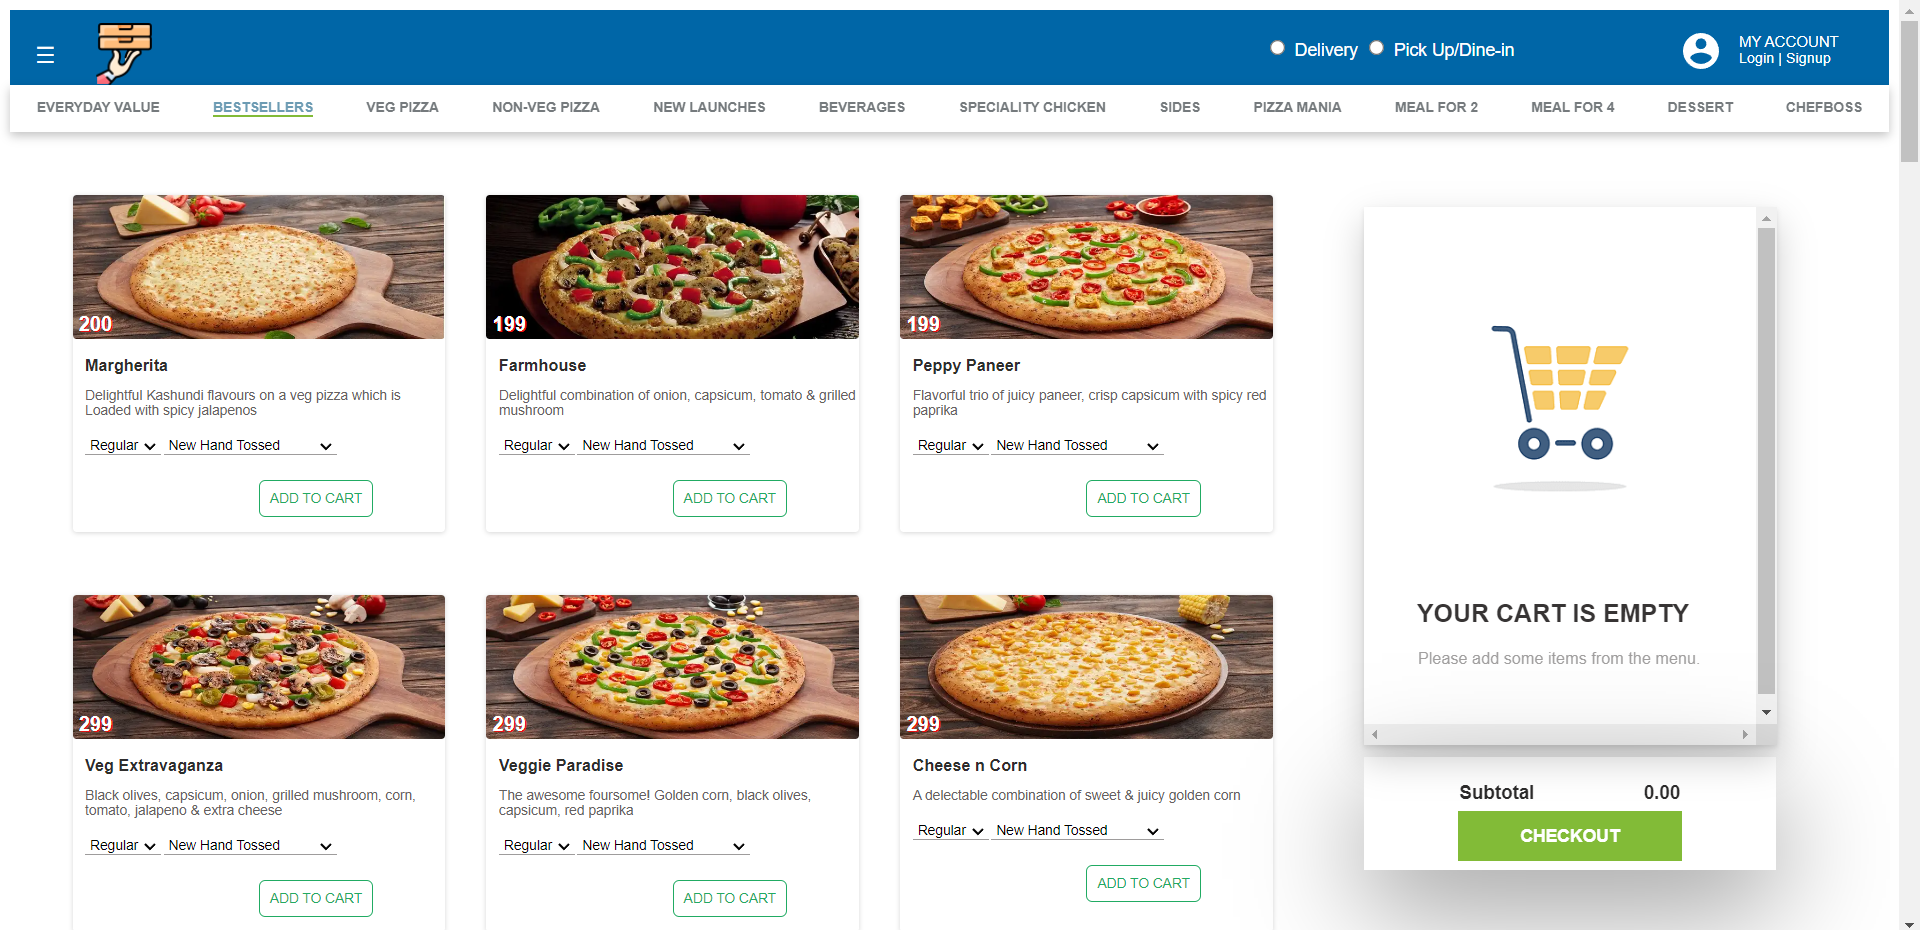 ☰
Delivery Pick Up/Dine-in
MY ACCOUNT
Login | Signup
EVERYDAY VALUE BESTSELLERS VEG PIZZA NON-VEG PIZZA NEW LAUNCHES BEVERAGES SPECIALITY CHICKEN SIDES PIZZA MANIA MEAL FOR 2 MEAL FOR 4 DESSERT CHEFBOSS
200
Margherita
Delightful Kashundi flavours on a veg pizza which is
Loaded with spicy jalapenos
Regular New Hand Tossed
ADD TO CART
199
Farmhouse
Delightful combination of onion, capsicum, tomato & grilled
mushroom
Regular New Hand Tossed
ADD TO CART
199
Peppy Paneer
Flavorful trio of juicy paneer, crisp capsicum with spicy red
paprika
Regular New Hand Tossed
ADD TO CART
299
Veg Extravaganza
Black olives, capsicum, onion, grilled mushroom, corn,
tomato, jalapeno & extra cheese
Regular New Hand Tossed
ADD TO CART
299
Veggie Paradise
The awesome foursome! Golden corn, black olives,
capsicum, red paprika
Regular New Hand Tossed
ADD TO CART
299
Cheese n Corn
A delectable combination of sweet & juicy golden corn
Regular New Hand Tossed
ADD TO CART
YOUR CART IS EMPTY
Please add some items from the menu.
Subtotal 0.00
CHECKOUT